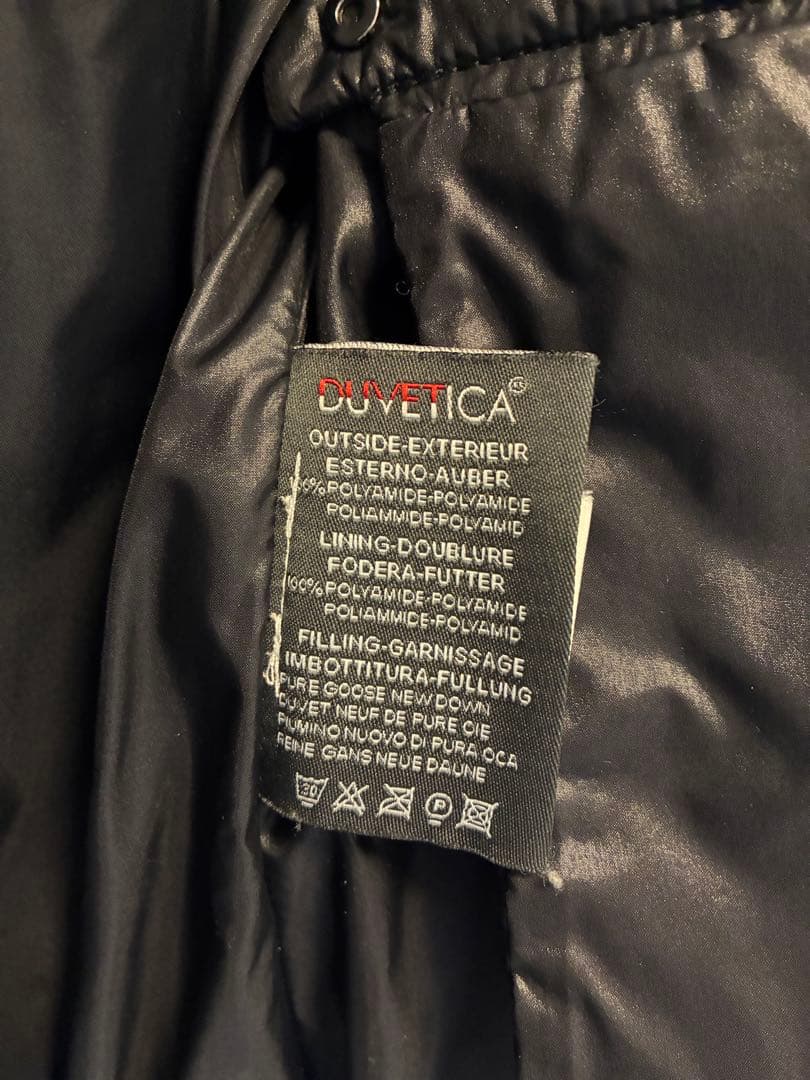 DUVETICA
OUTSIDE-EXTERIEUR
ESTERNO-AUBER
POLYAMIDE-POLYAMIDE
POLIAMMIDE-POLYAMID
LINING-DOUBLURE
FODERA-FUTTER
100% POLYAMIDE-POLYAMIDE
POLIAMMIDE-POLYAMID
FILLING-GARNISSAGE
IMBOTTITURA-FULLUNG
PURE GOOSE NEW DOWN
DUVET NEUF DE PURE OIE
PIUMINO NUOVO DI PURA OCA
REINE GANS NEUE DAUNE
30 P